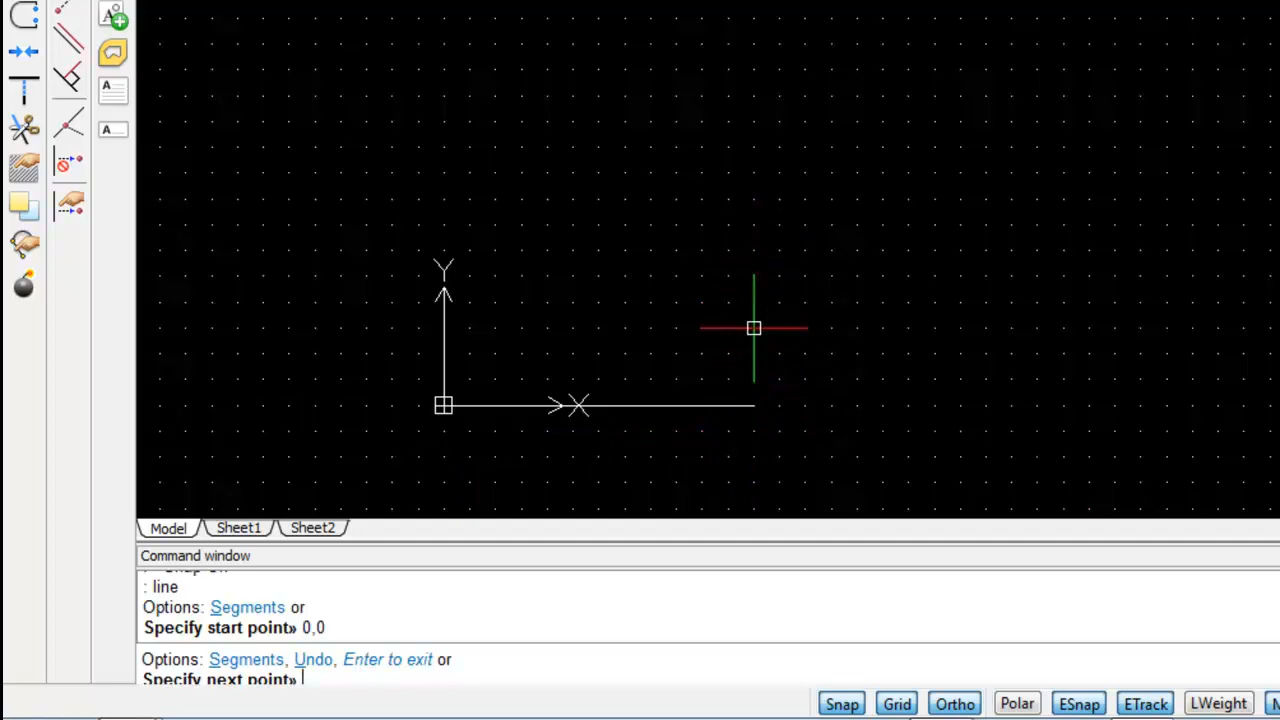 A
A
A
Y
X
Model Sheet1 Sheet2
Command window
: line
Options: Segments or
Specify start point» 0,0
Options: Segments, Undo, Enter to exit or
Specify next point»
Snap Grid Ortho Polar ESnap ETrack LWeight